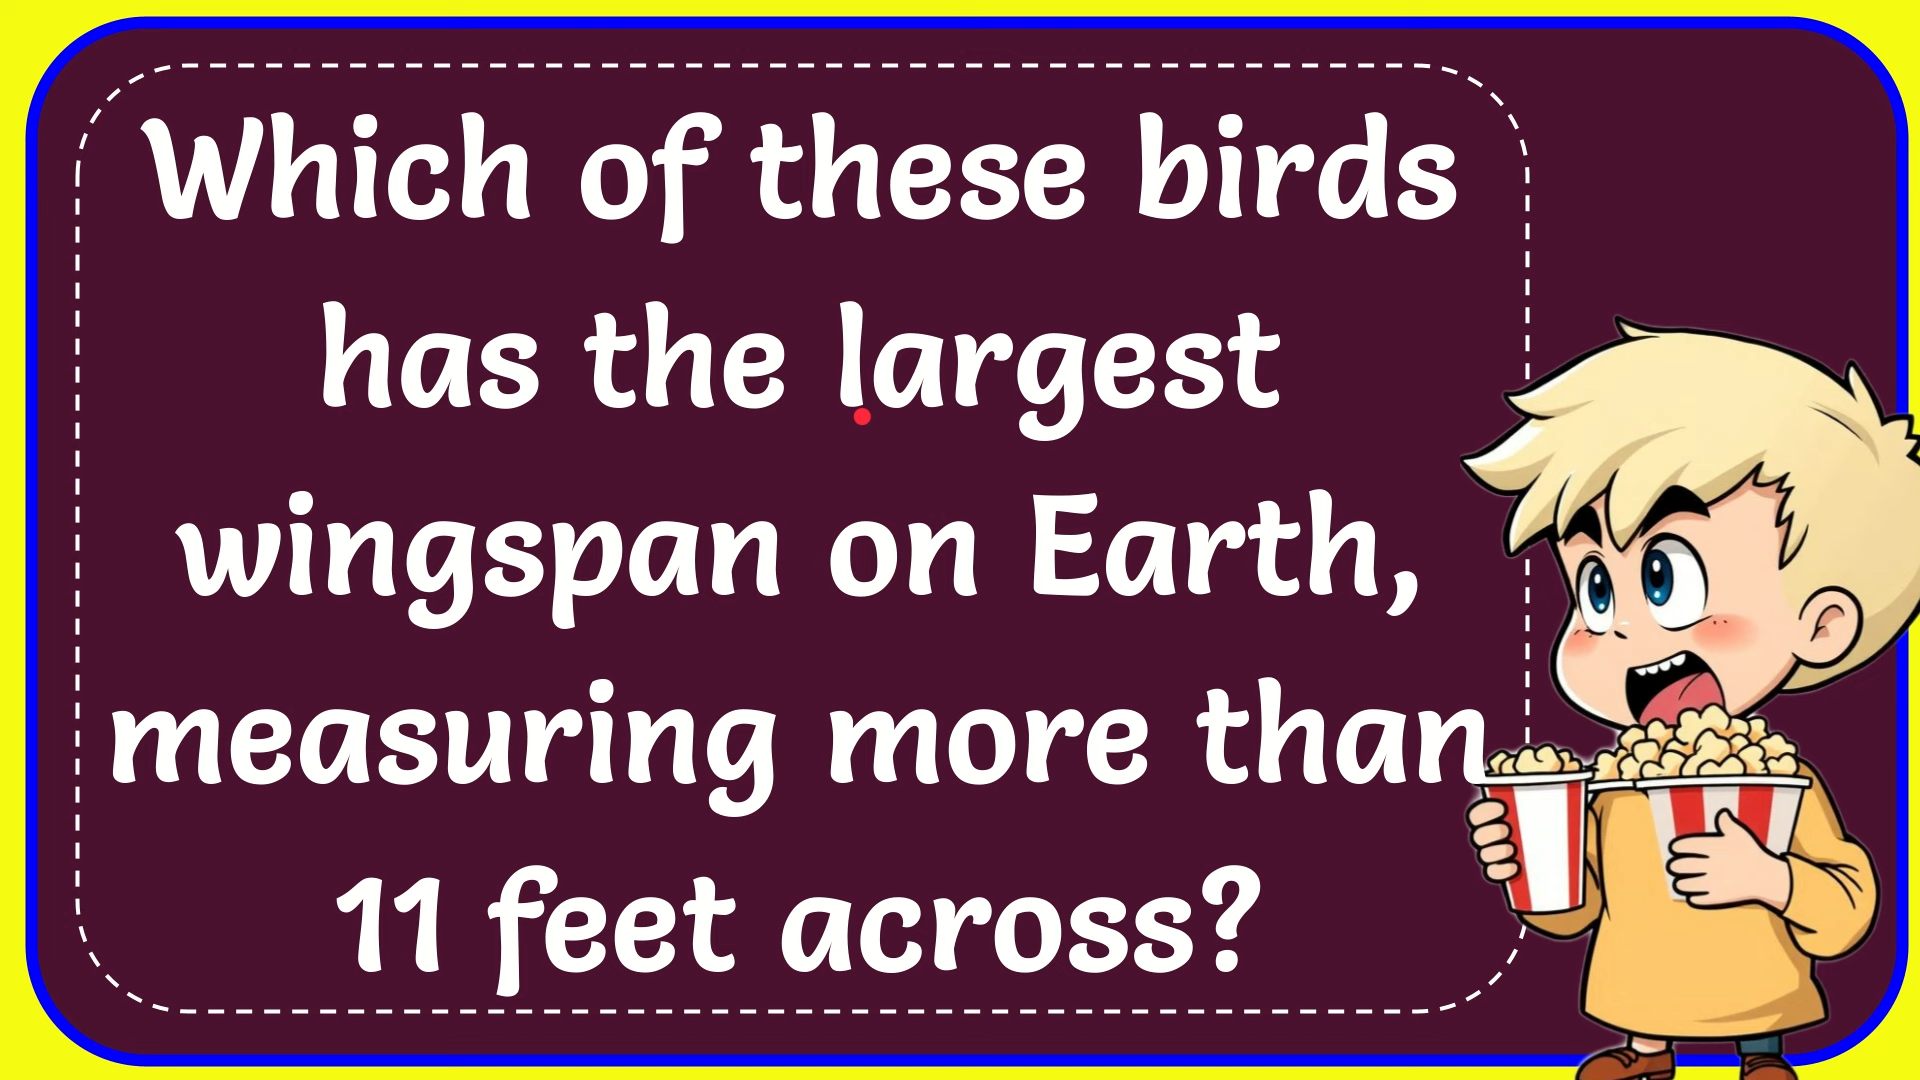 Which of these birds
has the largest
wingspan on Earth,
measuring more than
11 feet across?